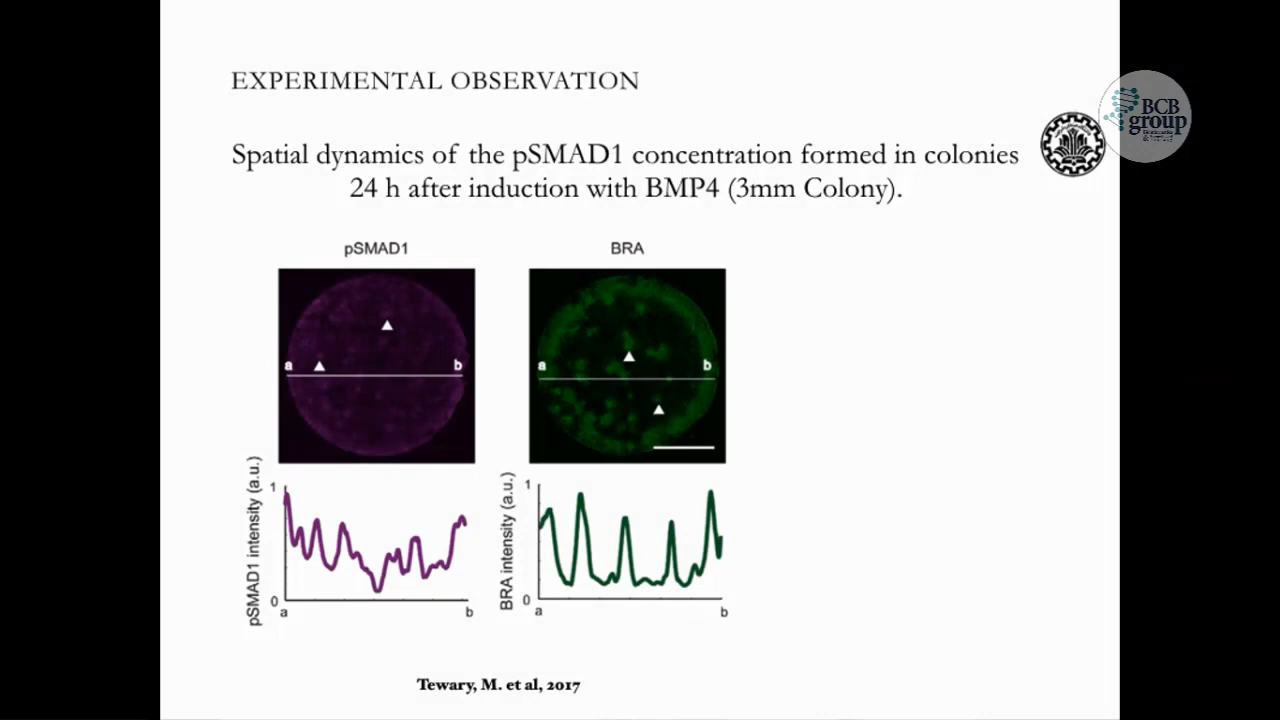 EXPERIMENTAL OBSERVATION
BCB
group
Spatial dynamics of the pSMAD1 concentration formed in colonies
24 h after induction with BMP4 (3mm Colony).
pSMAD1
BRA
a
b
a
b
pSMAD1 intensity (a.u.)
1
0
a
b
BRA intensity (a.u.)
1
0
a
b
Tewary, M. et al, 2017